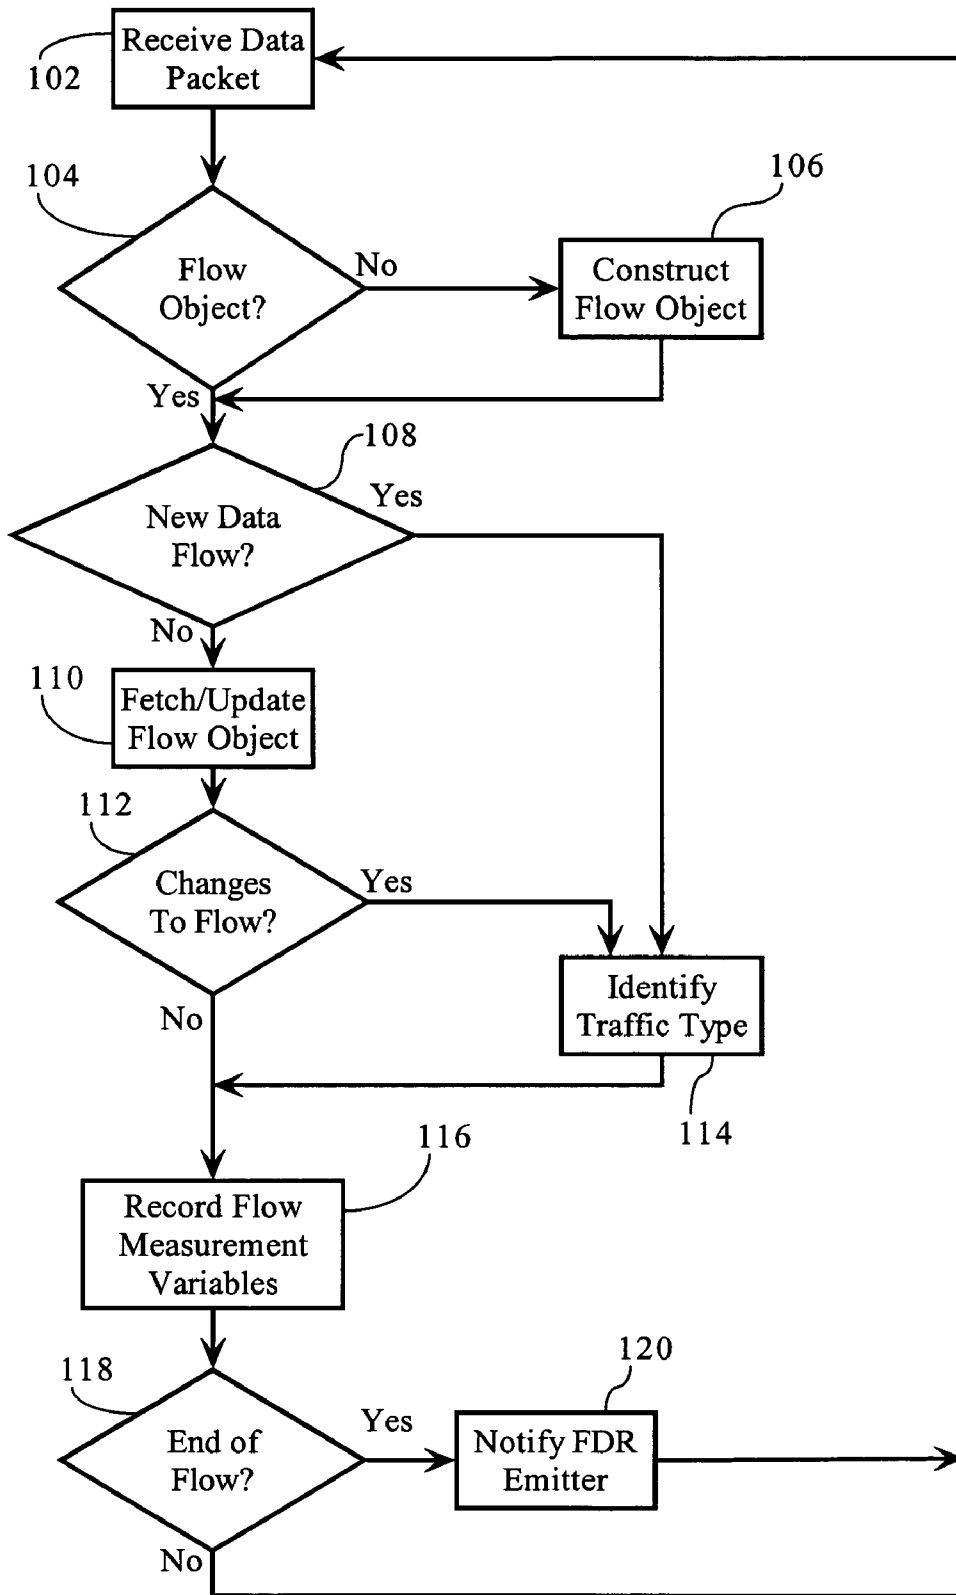 Receive Data
Packet
102
104
Flow
Object?
No
106
Construct
Flow Object
Yes
108
New Data
Flow?
Yes
No
110
Fetch/Update
Flow Object
112
Changes
To Flow?
Yes
No
Identify
Traffic Type
114
116
Record Flow
Measurement
Variables
118
End of
Flow?
Yes
120
Notify FDR
Emitter
No